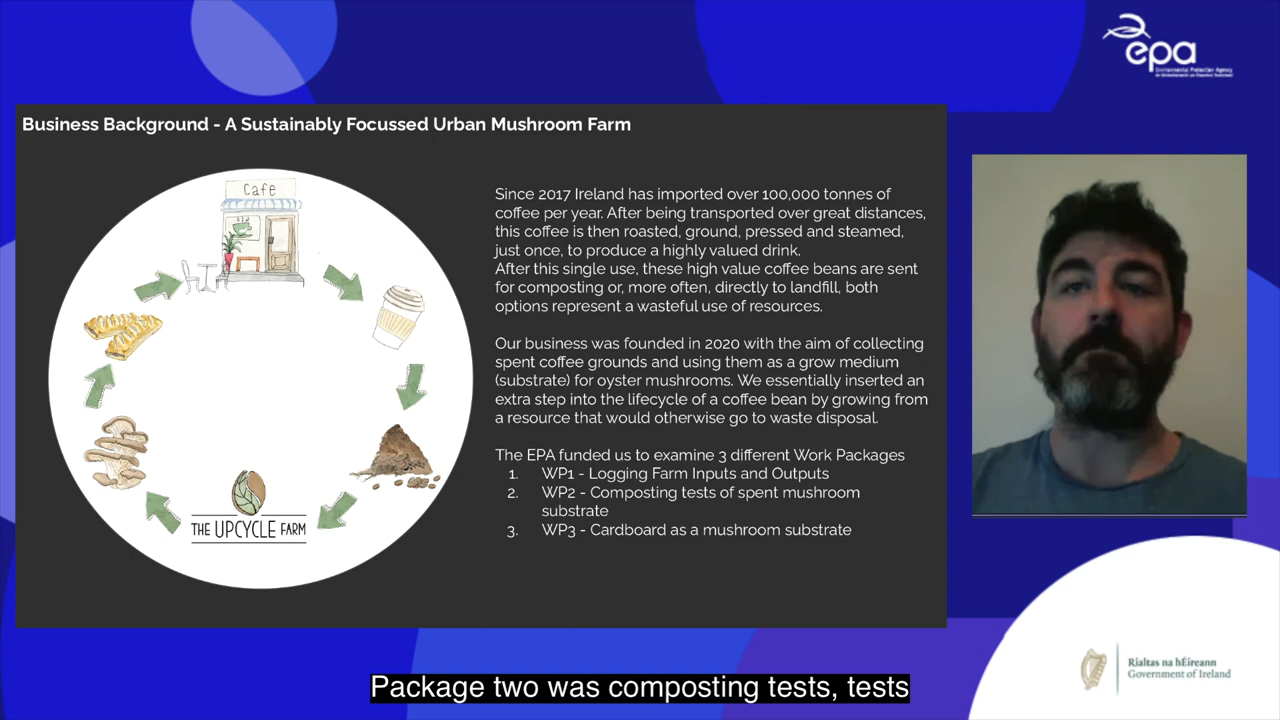 epa
Environmental Protection Agency
Business Background - A Sustainably Focussed Urban Mushroom Farm
Cafe
Since 2017 Ireland has imported over 100,000 tonnes of
coffee per year. After being transported over great distances,
this coffee is then roasted, ground, pressed and steamed,
just once, to produce a highly valued drink.
After this single use, these high value coffee beans are sent
for composting or, more often, directly to landfill, both
options represent a wasteful use of resources.
Our business was founded in 2020 with the aim of collecting
spent coffee grounds and using them as a grow medium
(substrate) for oyster mushrooms. We essentially inserted an
extra step into the lifecycle of a coffee bean by growing from
a resource that would otherwise go to waste disposal.
The EPA funded us to examine 3 different Work Packages
1. WP1 - Logging Farm Inputs and Outputs
2. WP2 - Composting tests of spent mushroom
substrate
3. WP3 - Cardboard as a mushroom substrate
THE UPCYCLE FARM
Rialtas na hÉireann
Government of Ireland
Package two was composting tests, tests